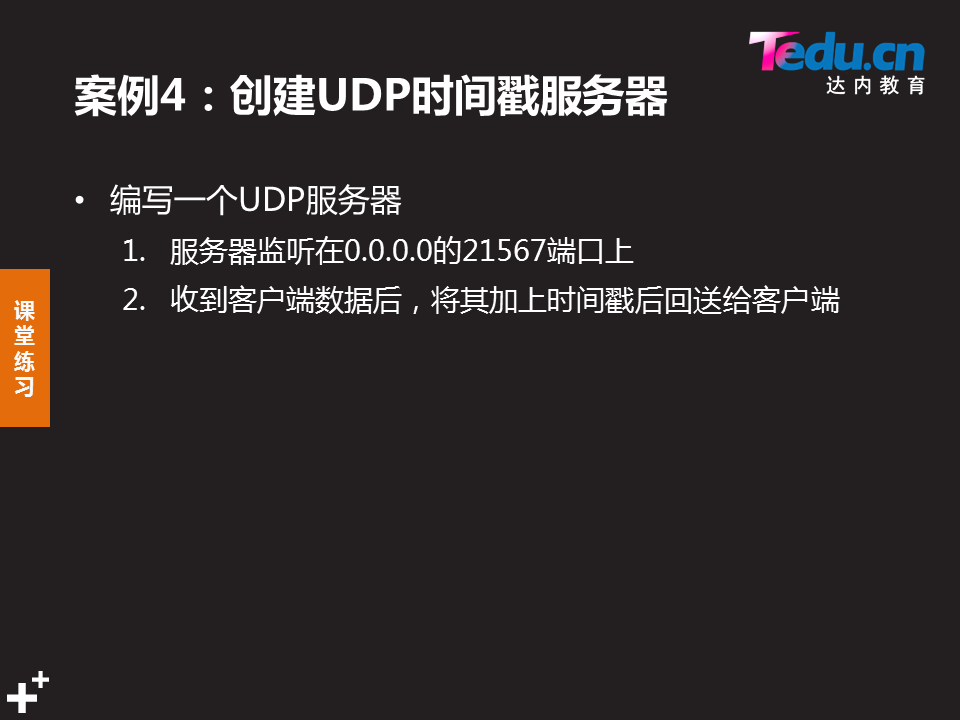 Tedu.cn
达内教育
案例4：创建UDP时间戳服务器
• 编写一个UDP服务器
1. 服务器监听在0.0.0.0的21567端口上
2. 收到客户端数据后，将其加上时间戳后回送给客户端
课
堂
练
习